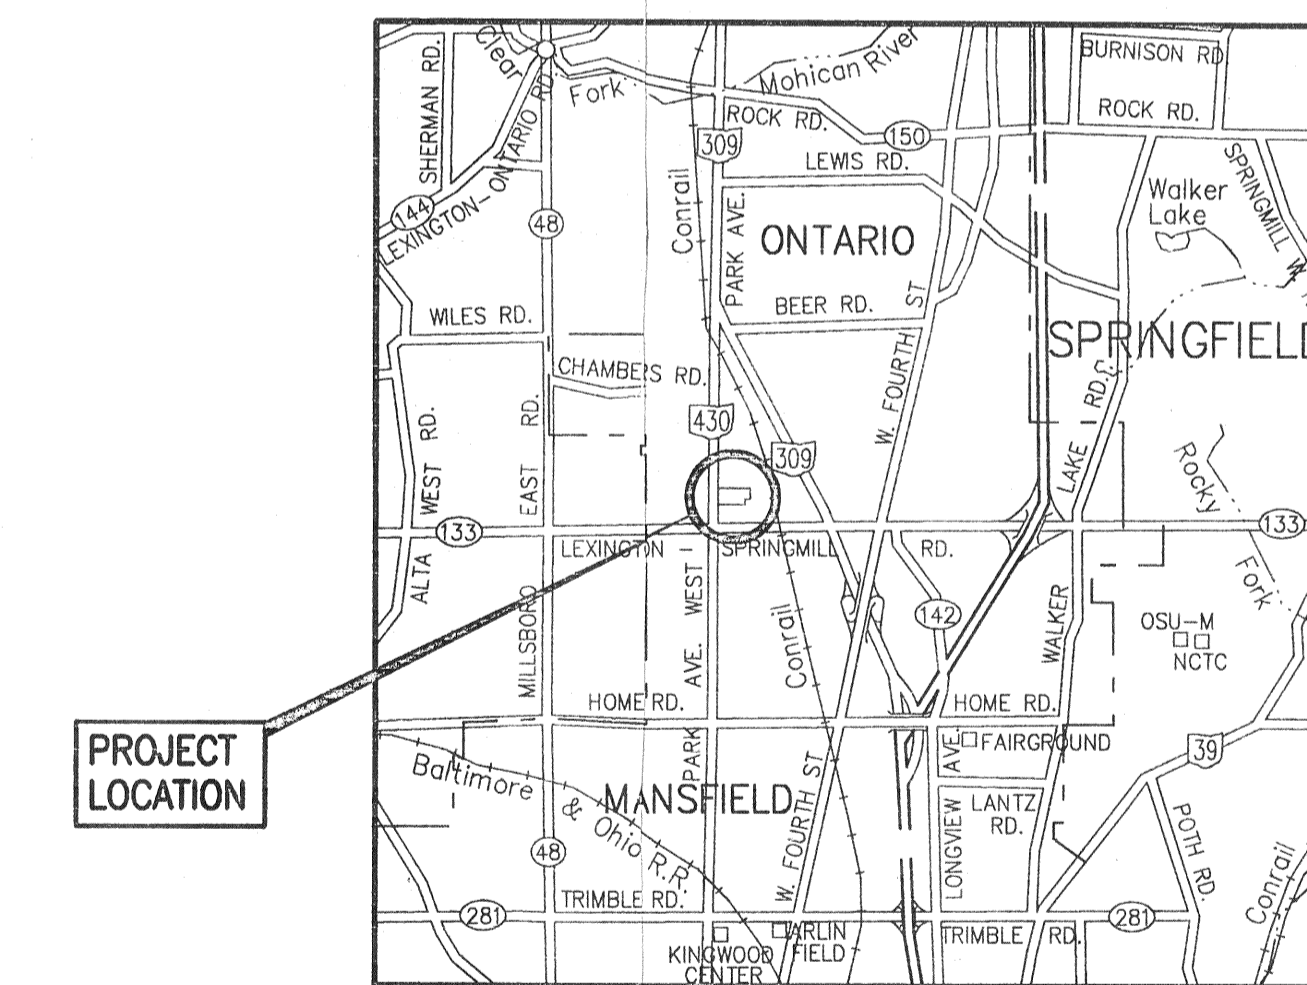 SHERMAN RD.
Clear
Fork
Mohican River
BURNISON RD
ROCK RD.
ROCK RD.
150
309
LEWIS RD.
LEXINGTON-ONTARIO RD.
144
48
Conrail
PARK AVE.
ONTARIO
Walker
Lake
SPRINGMILL
W
WILES RD.
BEER RD.
SPRINGFIELD
CHAMBERS RD.
430
309
W. FOURTH ST
LAKE RD.
Rocky
ALTA WEST RD.
MILLSBORO EAST RD.
133
133
LEXINGTON - SPRINGMILL RD.
Fork
142
PARK AVE. WEST
Conrail
WALKER
OSU-M
NCTC
HOME RD.
HOME RD.
PROJECT
LOCATION
Baltimore & Ohio R.R.
MANSFIELD
W. FOURTH ST
FAIRGROUND
39
LONGVIEW AVE.
LANTZ
RD.
POTH RD.
48
Conrail
TRIMBLE RD.
281
281
KINGWOOD
CENTER
ARLIN
FIELD
TRIMBLE RD.